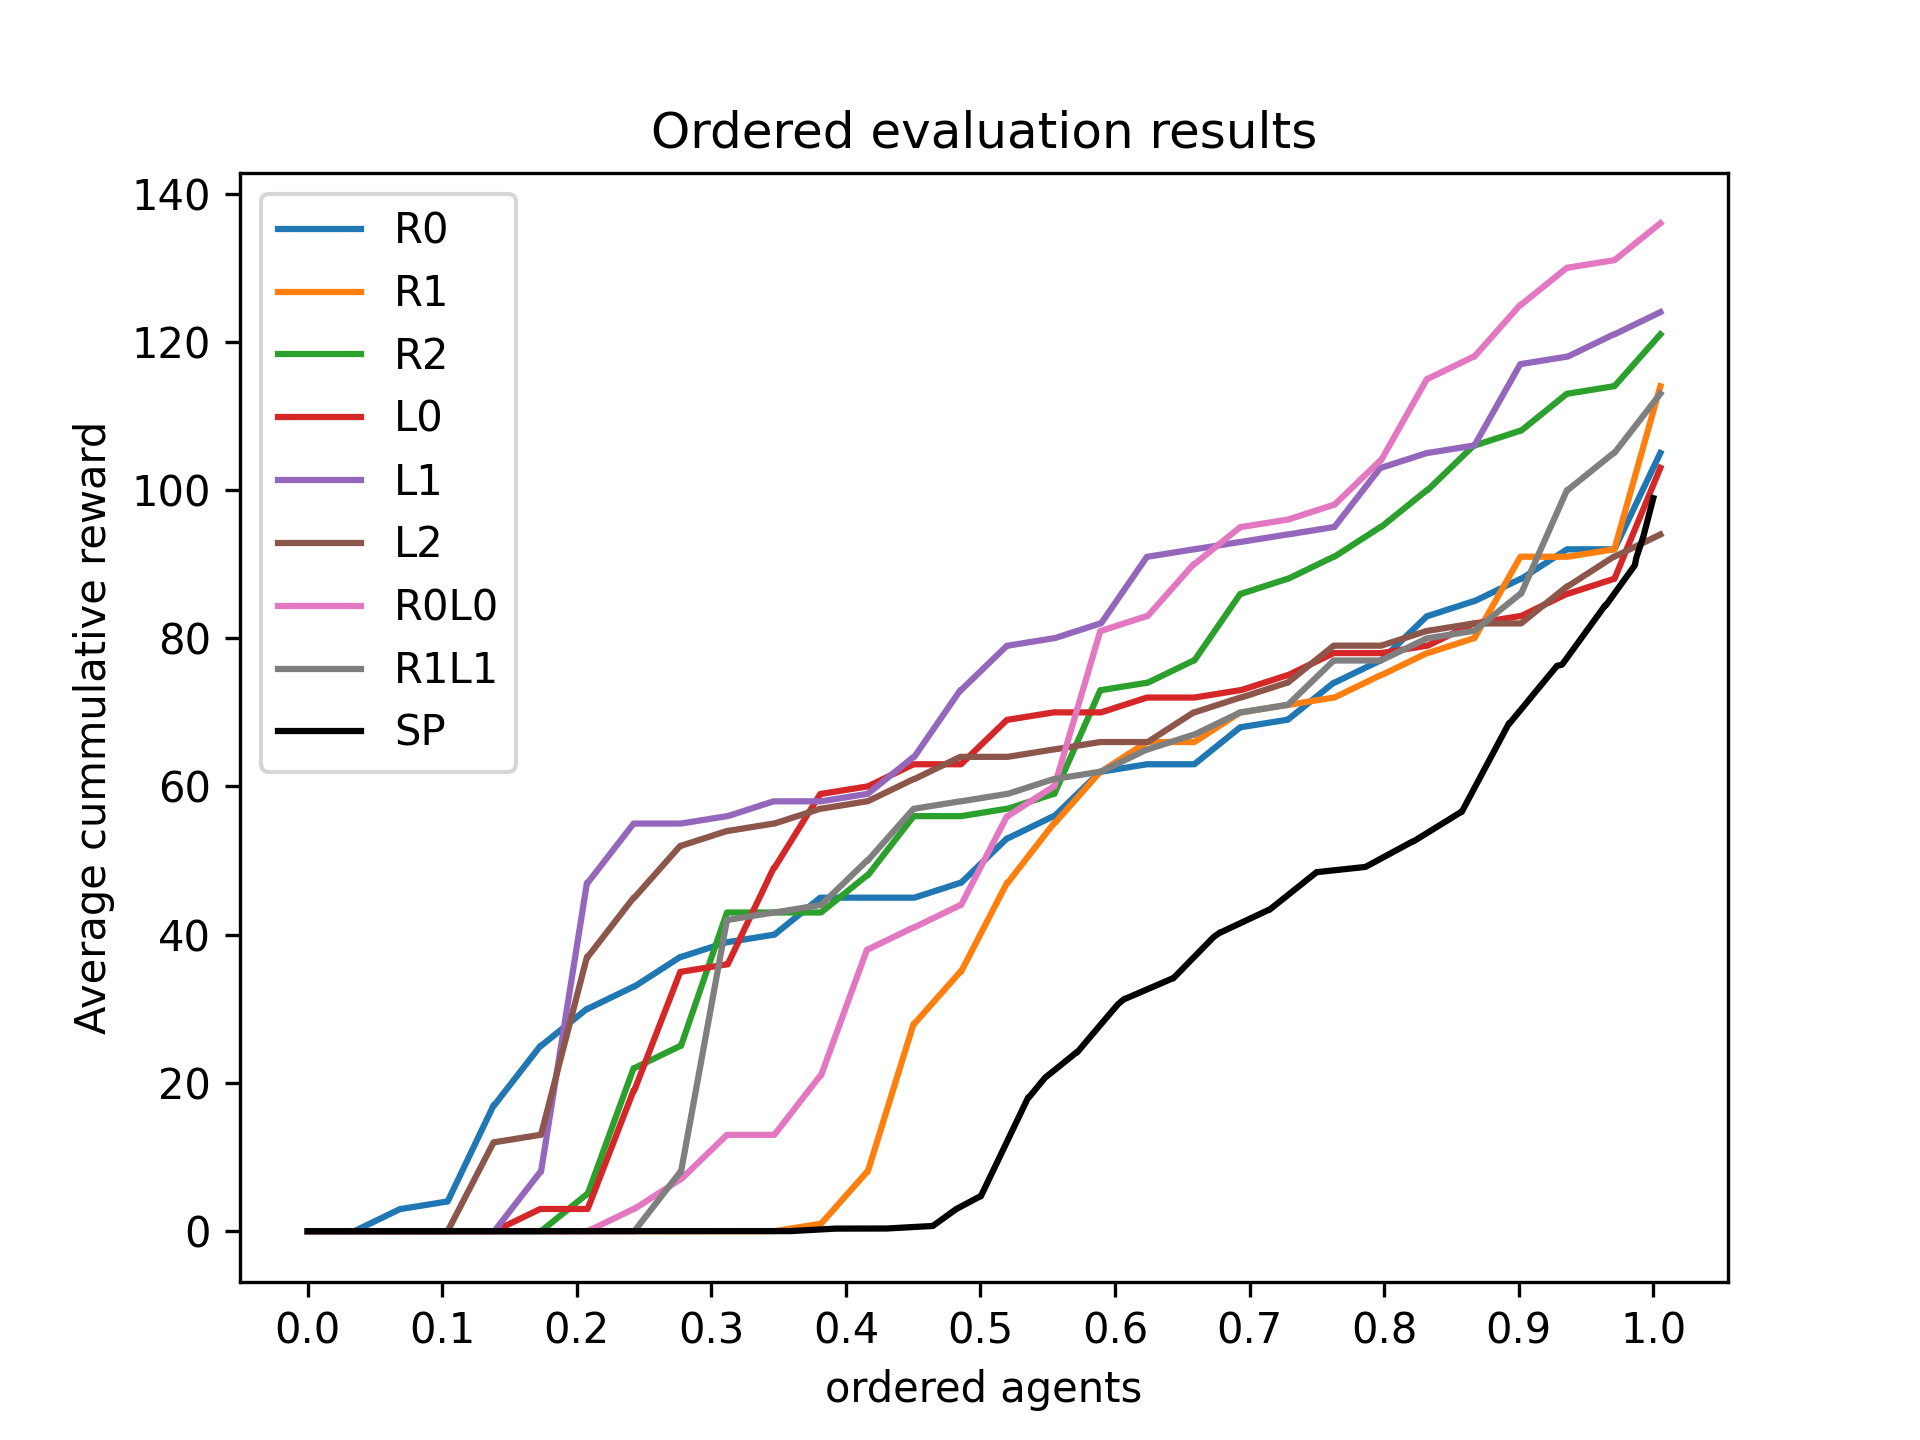 Ordered evaluation results
140
120
100
80
60
40
20
0
Average cummulative reward
R0
R1
R2
L0
L1
L2
R0L0
R1L1
SP
0.0 0.1 0.2 0.3 0.4 0.5 0.6 0.7 0.8 0.9 1.0
ordered agents